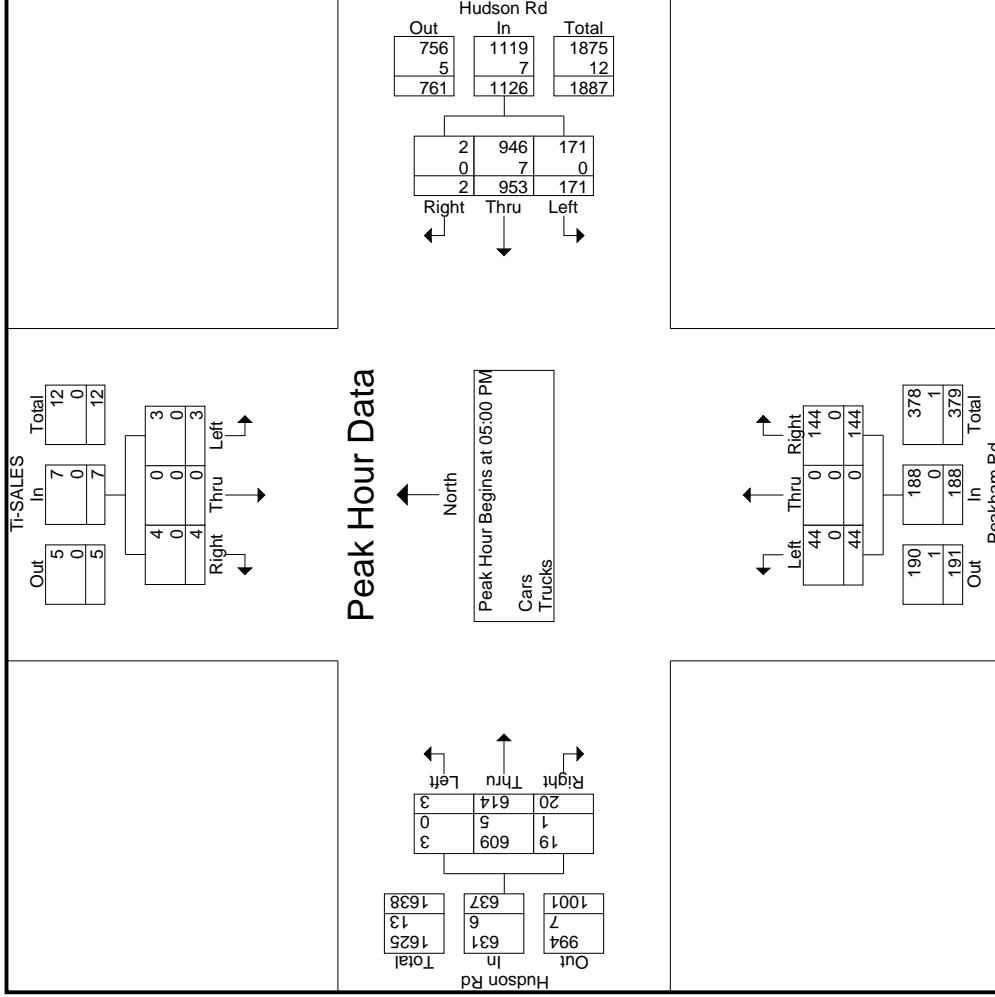 Hudson Rd
Out In Total
756 1119 1875
5 7 12
761 1126 1887
2 946 171
0 7 0
2 953 171
Right Thru Left
Ti-SALES
Out In Total
5 7 12
0 0 0
5 7 12
4 0 3
0 0 0
4 0 3
Right Thru Left
Peak Hour Data
North
Peak Hour Begins at 05:00 PM
Cars
Trucks
Left Thru Right
44 0 144
0 0 0
44 0 144
190 188 378
1 0 1
191 188 379
Out In Total
Peakham Rd
Left Thru Right
3 614 20
0 5 1
3 609 19
1638 637 1001
13 6 7
1625 631 994
Total In Out
Hudson Rd